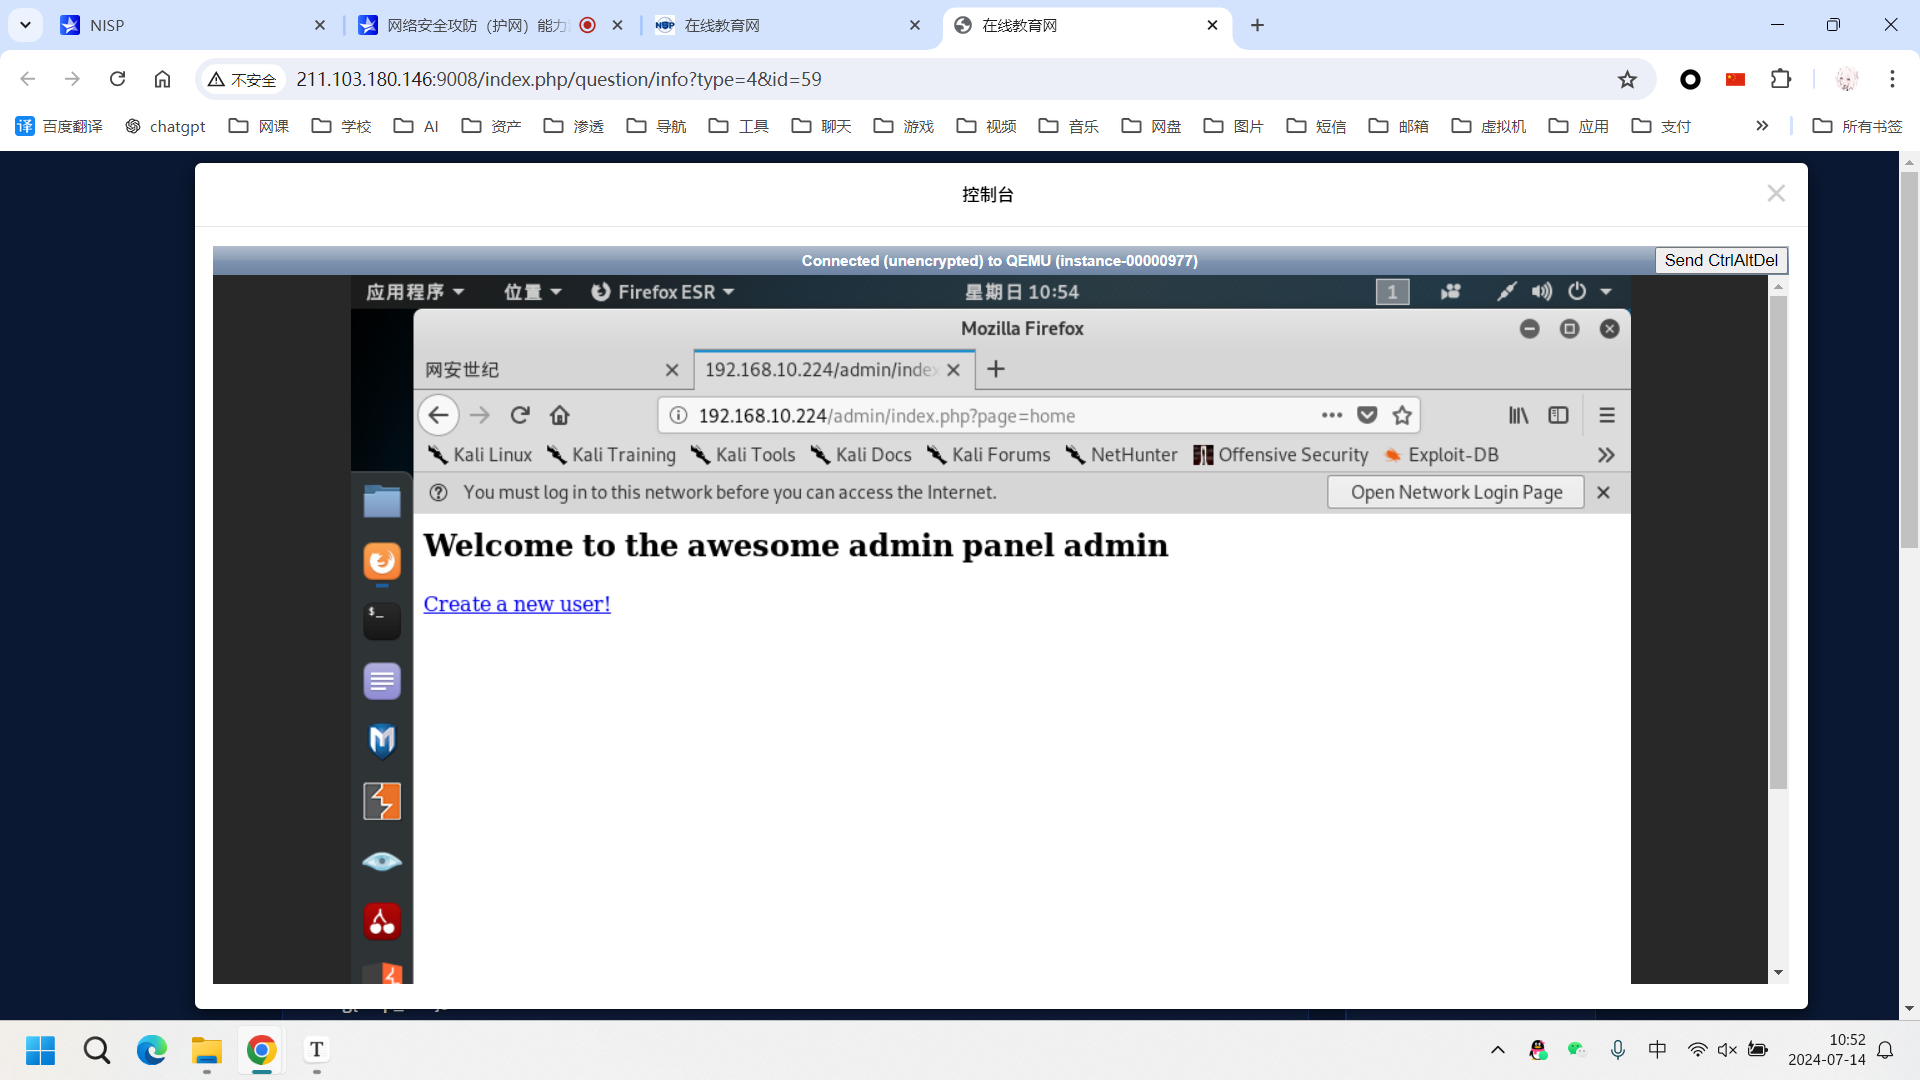 NISP
网络安全攻防（护网）能力
在线教育网
在线教育网
不安全
211.103.180.146:9008/index.php/question/info?type=4&id=59
百度翻译
chatgpt
网课
学校
AI
资产
渗透
导航
工具
聊天
游戏
视频
音乐
网盘
图片
短信
邮箱
虚拟机
应用
支付
所有书签
控制台
Connected (unencrypted) to QEMU (instance-00000977)
Send CtrlAltDel
应用程序
位置
Firefox ESR
星期日 10:54
1
Mozilla Firefox
网安世纪
192.168.10.224/admin/index
192.168.10.224/admin/index.php?page=home
Kali Linux
Kali Training
Kali Tools
Kali Docs
Kali Forums
NetHunter
Offensive Security
Exploit-DB
You must log in to this network before you can access the Internet.
Open Network Login Page
Welcome to the awesome admin panel admin
Create a new user!
中
10:52
2024-07-14